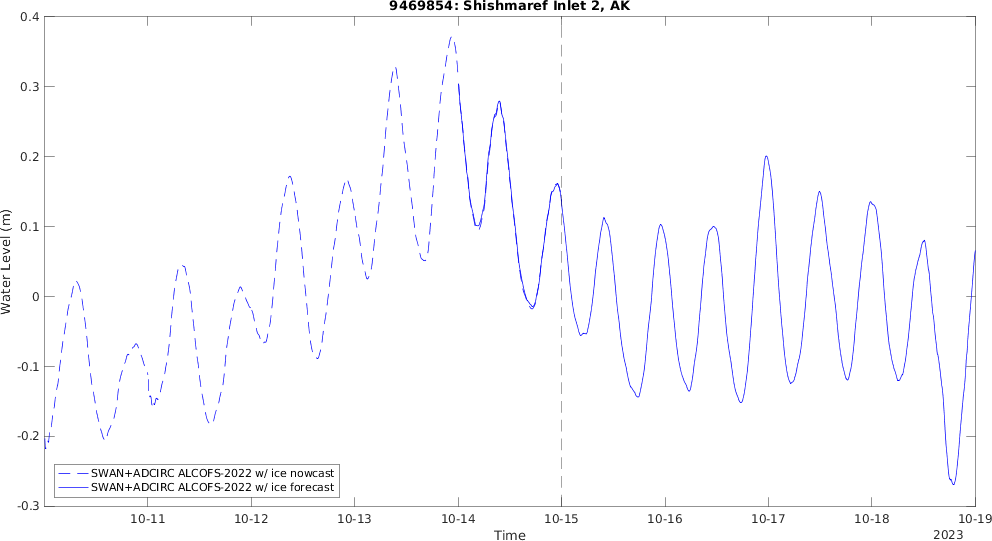 9469854: Shishmaref Inlet 2, AK
Water Level (m)
0.4
0.3
0.2
0.1
0
-0.1
-0.2
-0.3
SWAN+ADCIRC ALCOFS-2022 w/ ice nowcast
SWAN+ADCIRC ALCOFS-2022 w/ ice forecast
10-11 10-12 10-13 10-14 10-15 10-16 10-17 10-18 10-19
Time
2023